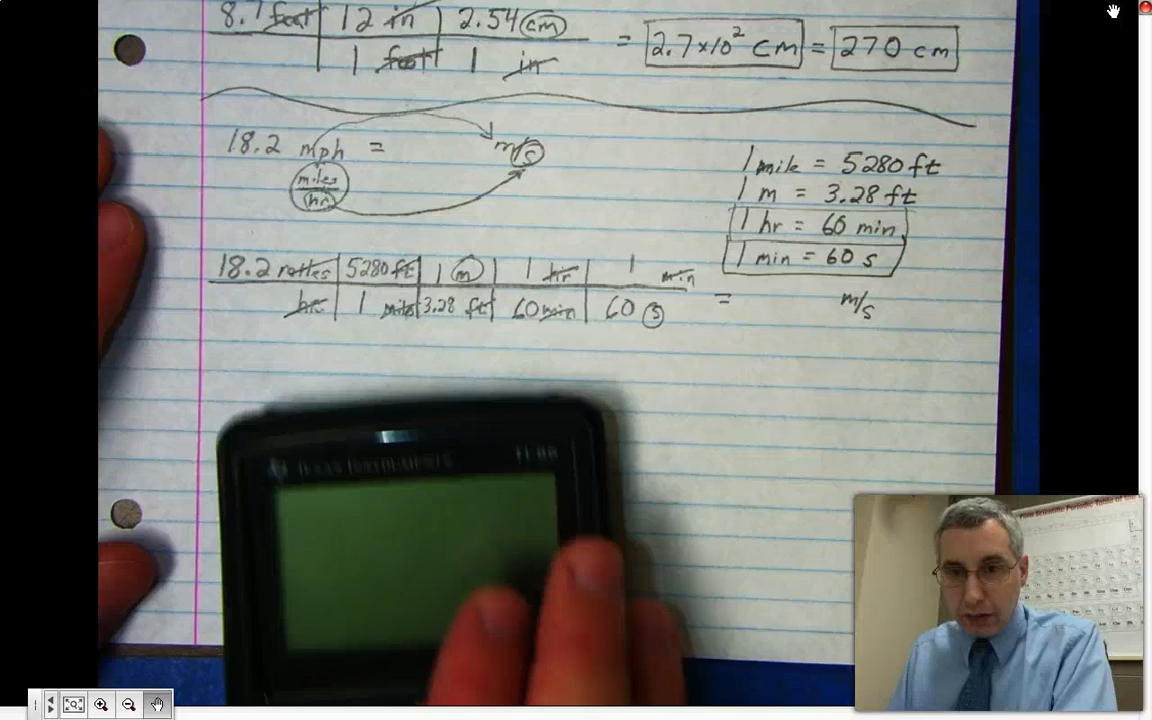 8.7 feet 12 in 2.54 cm
1 foot 1 in
= 2.7×10² cm = 270 cm
18.2 mph = m/s
miles
hr
1 mile = 5280 ft
1 m = 3.28 ft
1 hr = 60 min
1 min = 60 s
18.2 miles 5280 ft 1 m 1 hr 1 min
hr 1 mile 3.28 ft 60 min 60 s
= m/s
TEXAS INSTRUMENTS TI-86